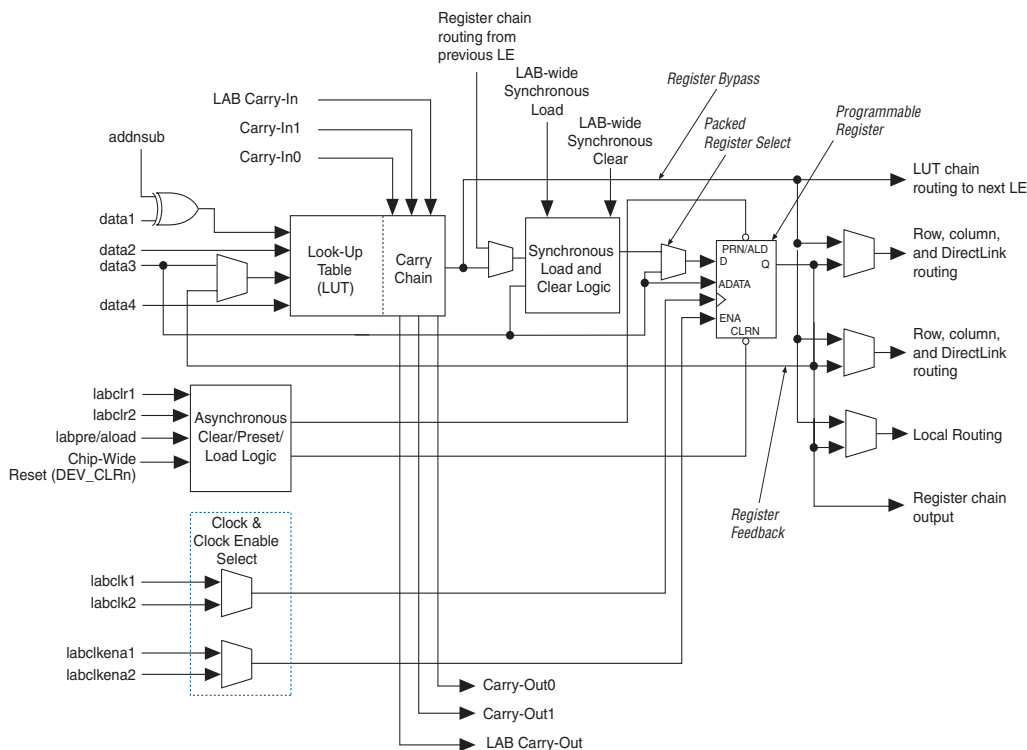 Register chain
routing from
previous LE
LAB-wide
Synchronous
Load
Register Bypass
Packed
Register Select
Programmable
Register
LAB Carry-In
Carry-In1
Carry-In0
LAB-wide
Synchronous
Clear
addnsub
LUT chain
routing to next LE
data1
data2
data3
data4
Look-Up
Table
(LUT)
Carry
Chain
Synchronous
Load and
Clear Logic
PRN/ALD
D
Q
ADATA
ENA
CLRN
Row, column,
and DirectLink
routing
Row, column,
and DirectLink
routing
labclr1
labclr2
labpre/aload
Chip-Wide
Reset (DEV_CLRn)
Asynchronous
Clear/Preset/
Load Logic
Local Routing
Register chain
output
Register
Feedback
Clock &
Clock Enable
Select
labclk1
labclk2
labclkena1
labclkena2
Carry-Out0
Carry-Out1
LAB Carry-Out